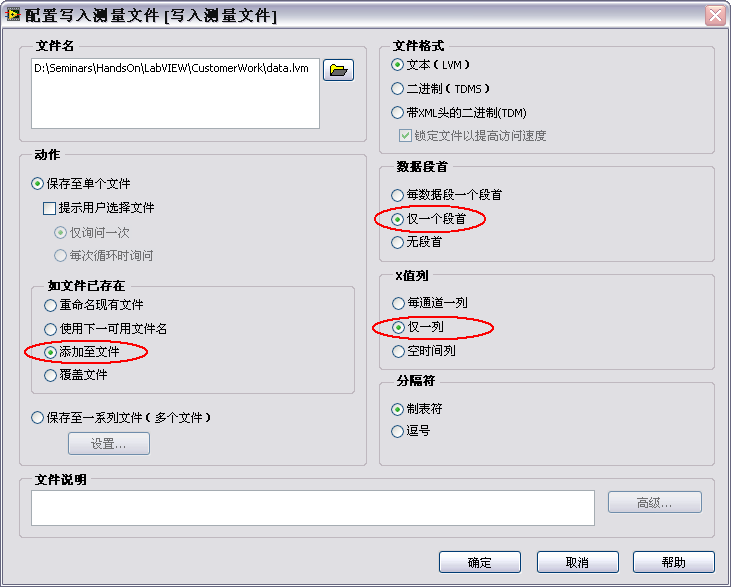 配置写入测量文件 [写入测量文件]
文件名
D:\Seminars\HandsOn\LabVIEW\CustomerWork\data.lvm
动作
保存至单个文件
提示用户选择文件
仅询问一次
每次循环时询问
如文件已存在
重命名现有文件
使用下一可用文件名
添加至文件
覆盖文件
保存至一系列文件（多个文件）
设置...
文件格式
文本（LVM）
二进制（TDMS）
带XML头的二进制(TDM)
锁定文件以提高访问速度
数据段首
每数据段一个段首
仅一个段首
无段首
X值列
每通道一列
仅一列
空时间列
分隔符
制表符
逗号
文件说明
高级...
确定
取消
帮助